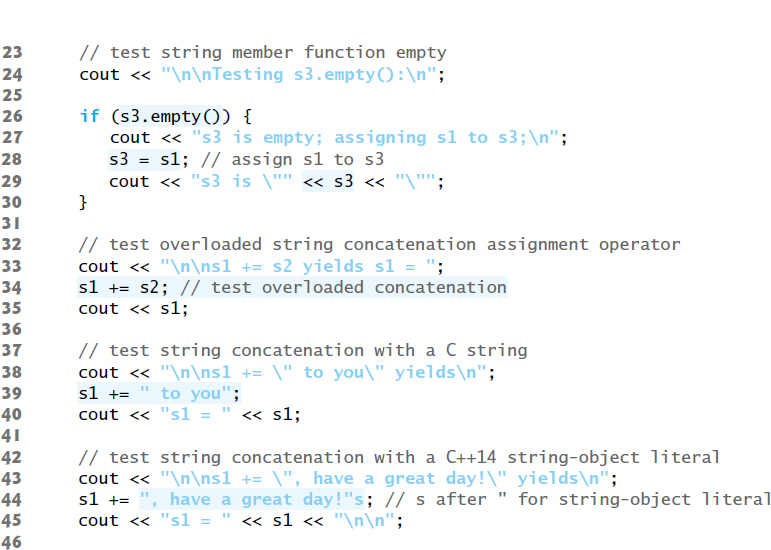 23 // test string member function empty
24 cout << "\n\nTesting s3.empty():\n";
25
26 if (s3.empty()) {
27 cout << "s3 is empty; assigning s1 to s3;\n";
28 s3 = s1; // assign s1 to s3
29 cout << "s3 is \"" << s3 << "\"";
30 }
31
32 // test overloaded string concatenation assignment operator
33 cout << "\n\ns1 += s2 yields s1 = ";
34 s1 += s2; // test overloaded concatenation
35 cout << s1;
36
37 // test string concatenation with a C string
38 cout << "\n\ns1 += \" to you\" yields\n";
39 s1 += " to you";
40 cout << "s1 = " << s1;
41
42 // test string concatenation with a C++14 string-object literal
43 cout << "\n\ns1 += \", have a great day!\" yields\n";
44 s1 += ", have a great day!"s; // s after " for string-object literal
45 cout << "s1 = " << s1 << "\n\n";
46